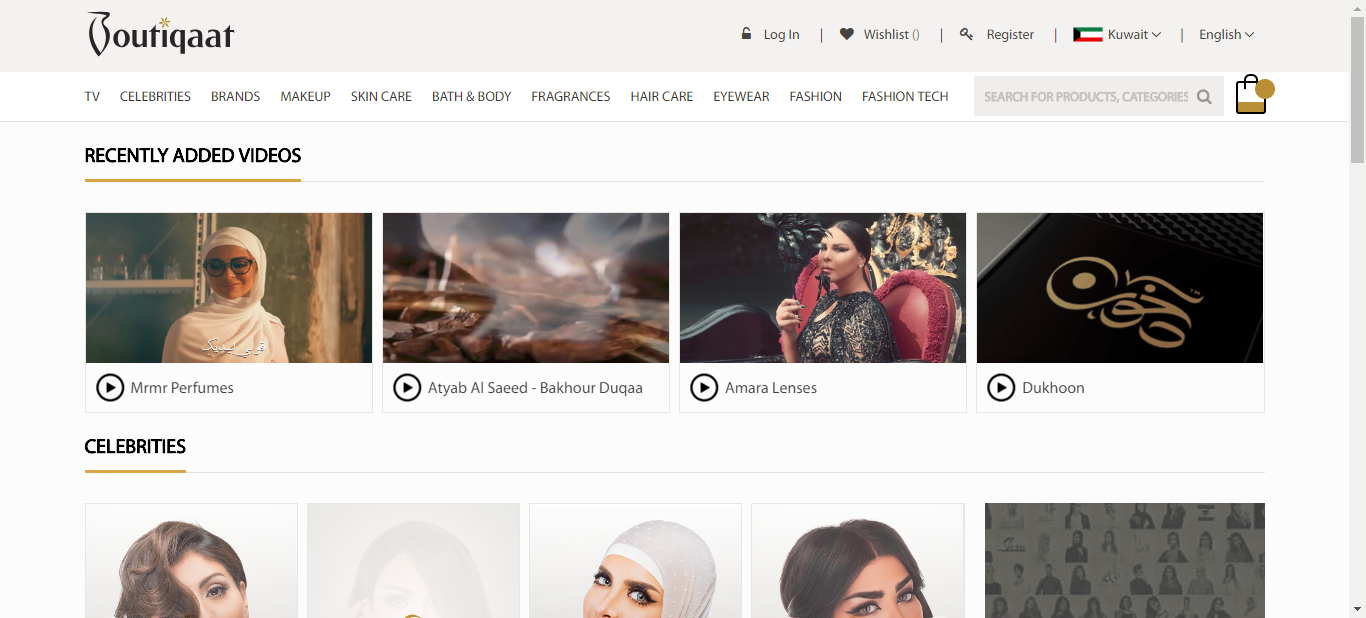 Boutiqaat
Log In | Wishlist () | Register | Kuwait | English
TV CELEBRITIES BRANDS MAKEUP SKIN CARE BATH & BODY FRAGRANCES HAIR CARE EYEWEAR FASHION FASHION TECH SEARCH FOR PRODUCTS, CATEGORIES
RECENTLY ADDED VIDEOS
دخون
Mrmr Perfumes
Atyab Al Saeed - Bakhour Duqaa
Amara Lenses
Dukhoon
CELEBRITIES